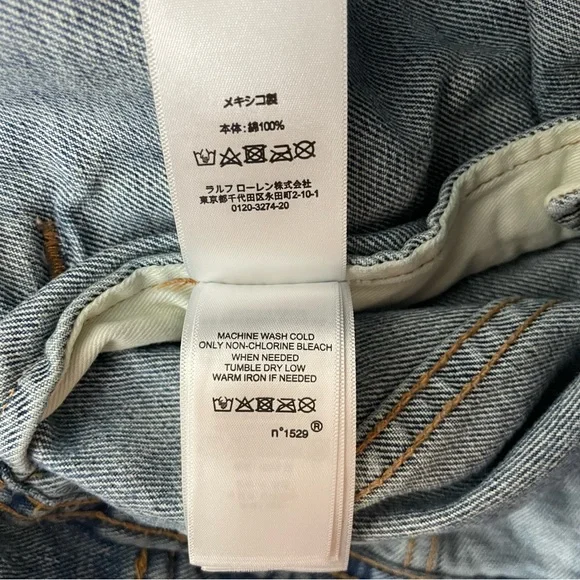 メキシコ製
本体：綿100%
ラルフ ローレン株式会社
東京都千代田区永田町2-10-1
0120-3274-20
MACHINE WASH COLD
ONLY NON-CHLORINE BLEACH
WHEN NEEDED
TUMBLE DRY LOW
WARM IRON IF NEEDED
n°1529 ®